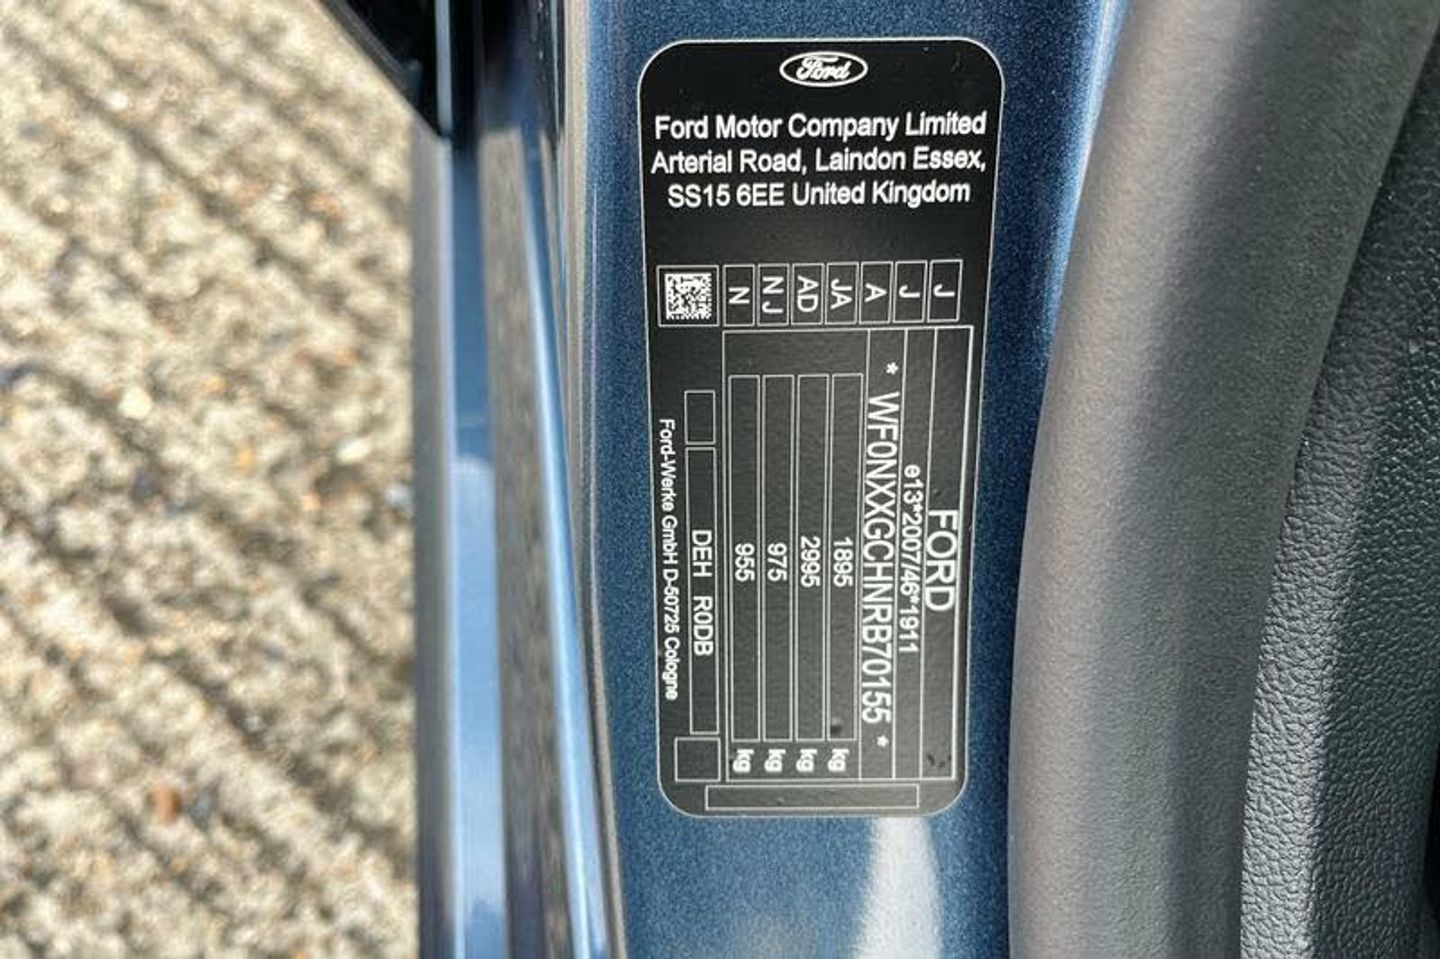 Ford
Ford Motor Company Limited
Arterial Road, Laindon Essex,
SS15 6EE United Kingdom
J
FORD
J
e13*2007/46*1911
A
* WF0NXXGCHNRB70155 *
JA
1895 kg
AD
2995 kg
NJ
975 kg
N
955 kg
DEH R0DB
Ford-Werke GmbH D-50725 Cologne